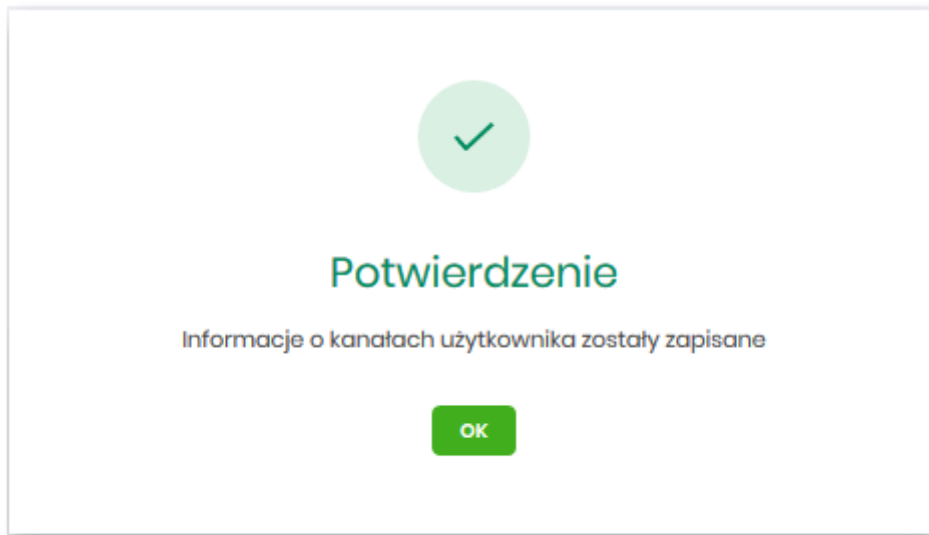 Potwierdzenie
Informacje o kanałach użytkownika zostały zapisane
OK